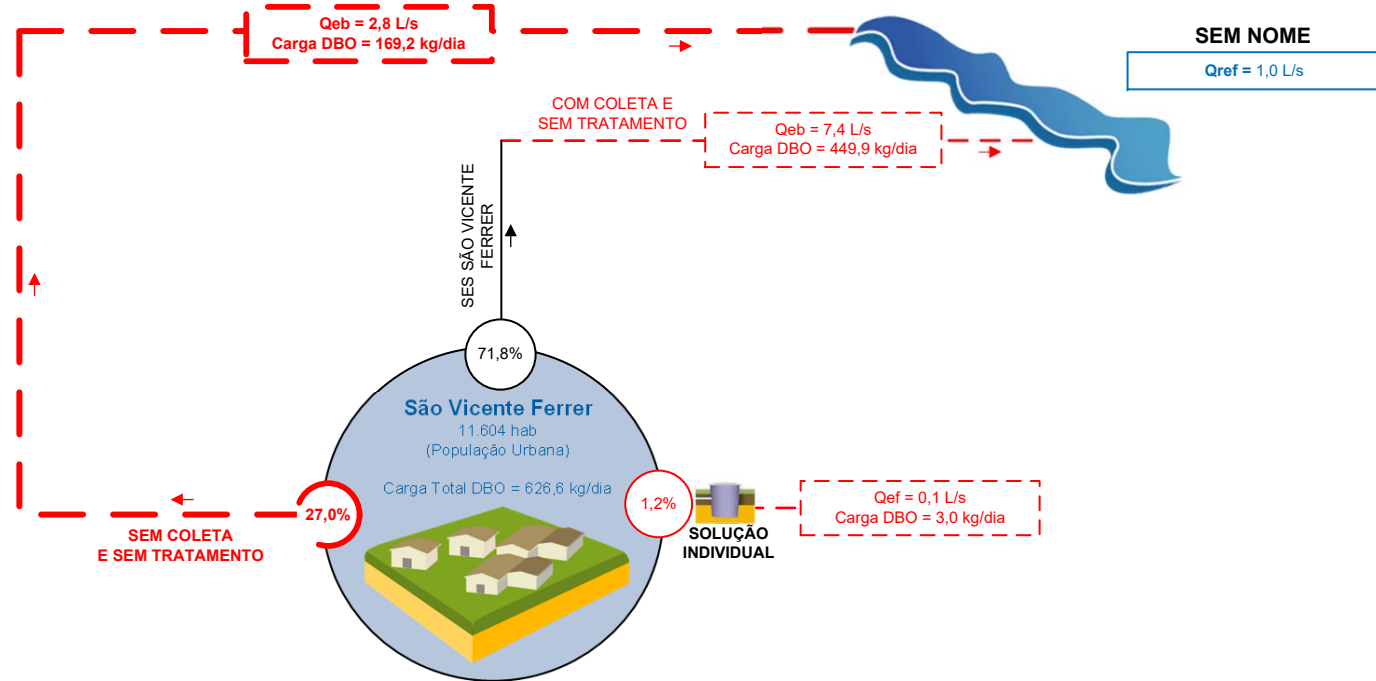 Qeb = 2,8 L/s
Carga DBO = 169,2 kg/dia
SEM NOME
Qref = 1,0 L/s
COM COLETA E
SEM TRATAMENTO
Qeb = 7,4 L/s
Carga DBO = 449,9 kg/dia
SES SÃO VICENTE
FERRER
71,8%
São Vicente Ferrer
11.604 hab
(População Urbana)
Carga Total DBO = 626,6 kg/dia
27,0%
SEM COLETA
E SEM TRATAMENTO
1,2%
SOLUÇÃO
INDIVIDUAL
Qef = 0,1 L/s
Carga DBO = 3,0 kg/dia